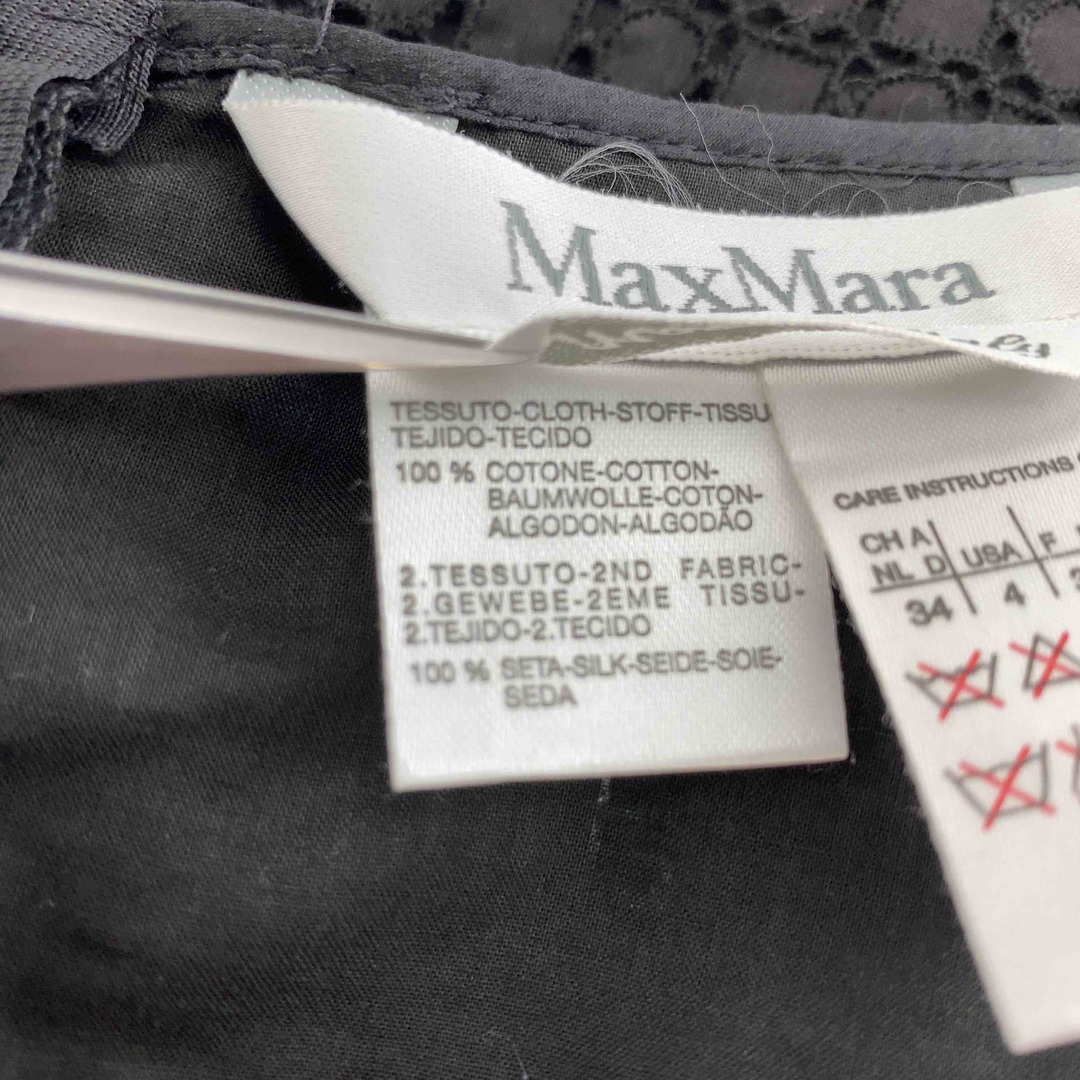 MaxMara
TESSUTO-CLOTH-STOFF-TISSU
TEJIDO-TECIDO
100 % COTONE-COTTON-
BAUMWOLLE-COTON-
ALGODON-ALGODÃO
2.TESSUTO-2ND FABRIC-
2.GEWEBE-2EME TISSU-
2.TEJIDO-2.TECIDO
100 % SETA-SILK-SEIDE-SOIE-
SEDA
CARE INSTRUCTIONS
CH A
NL D USA F
34 4